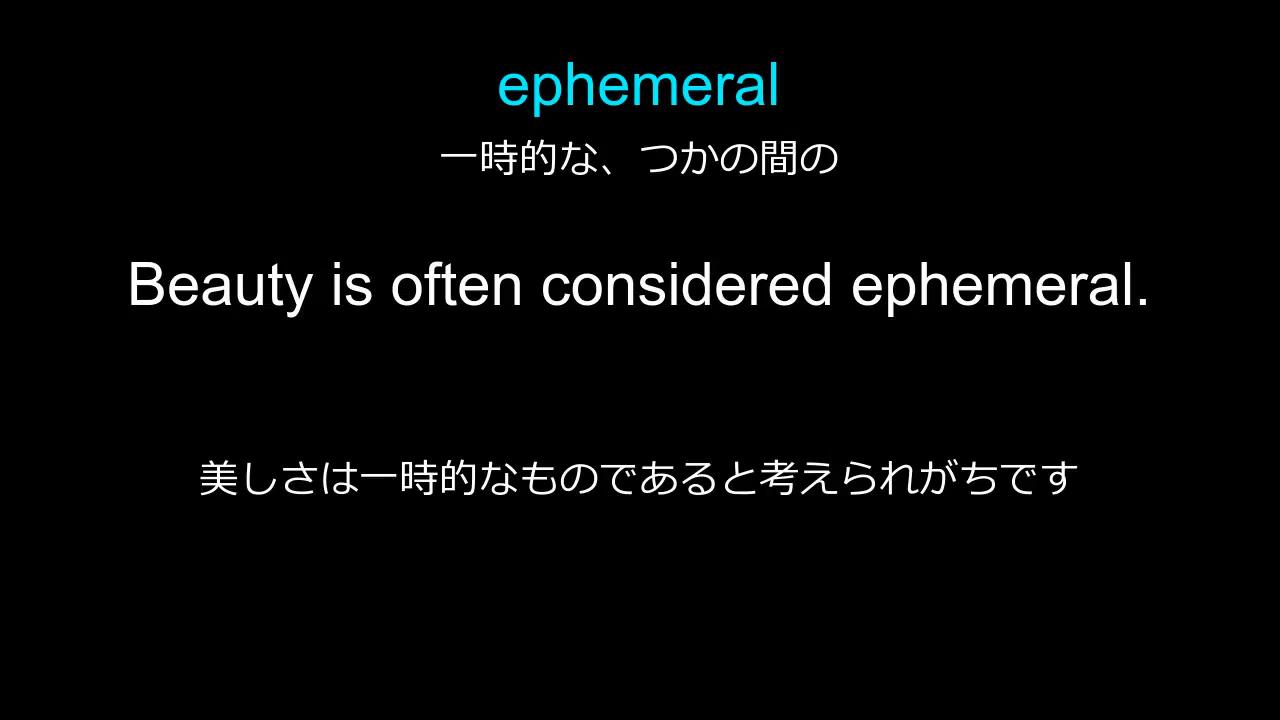 ephemeral
一時的な、つかの間の
Beauty is often considered ephemeral.
美しさは一時的なものであると考えられがちです